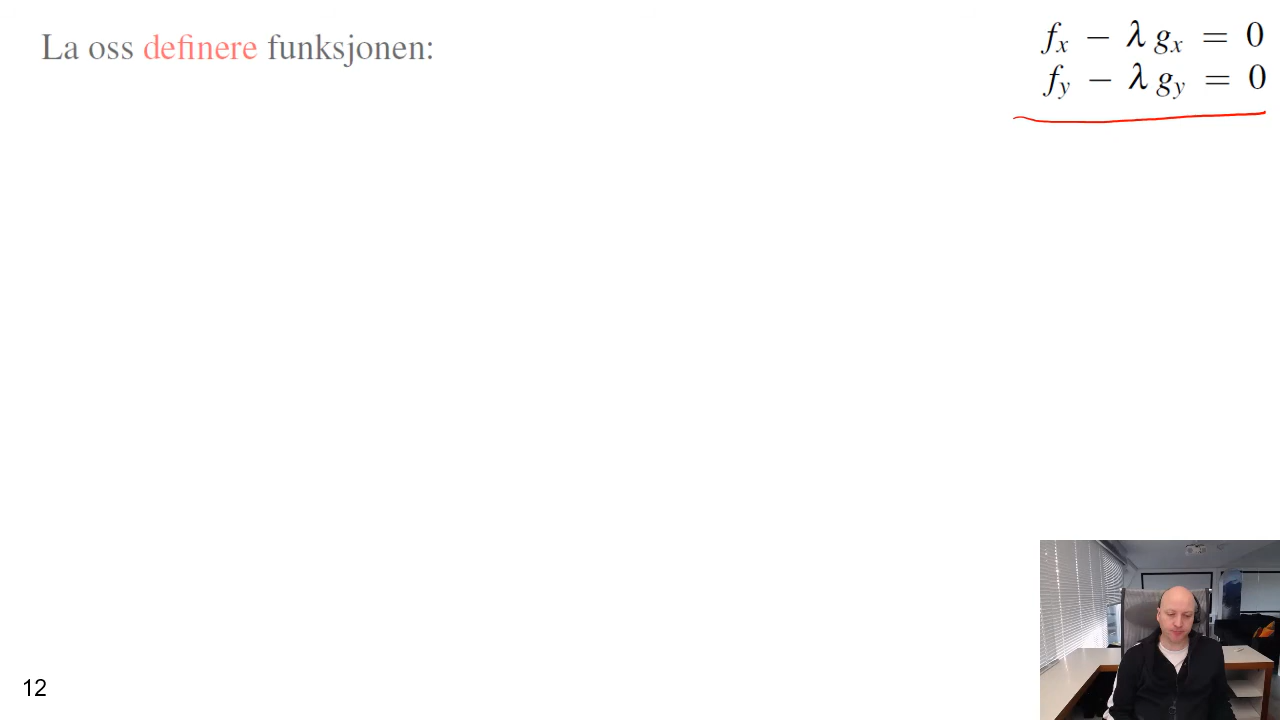 La oss definere funksjonen:
fx − λ gx = 0
fy − λ gy = 0
12